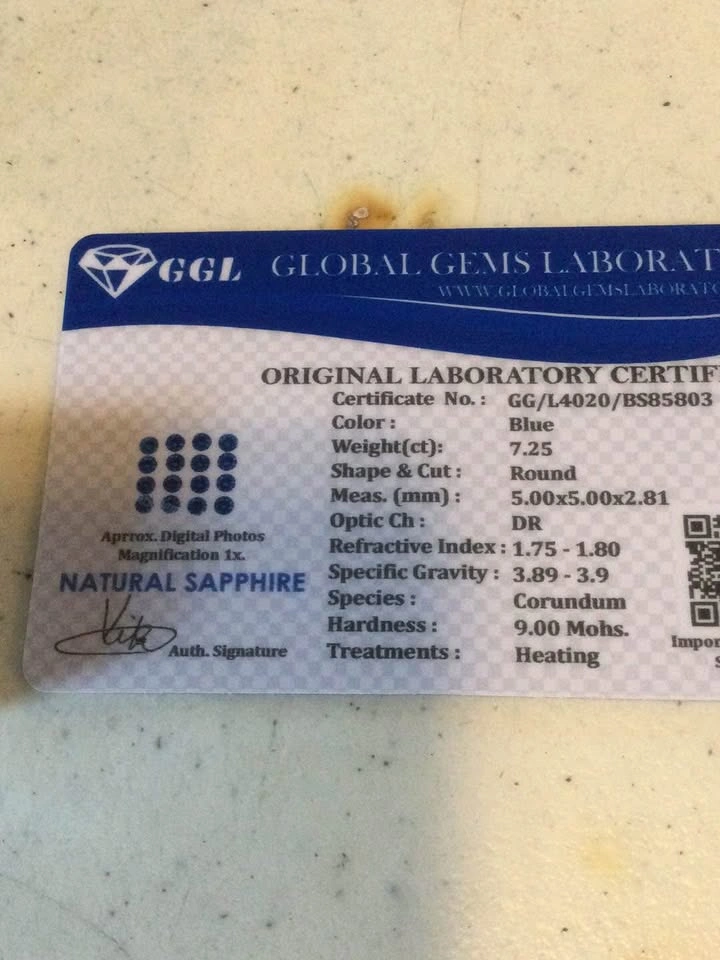 GGL
GLOBAL GEMS LABORAT
WWW.GLOBALGEMSLABORATO
ORIGINAL LABORATORY CERTIF
Certificate No. : GG/L4020/BS85803
Color : Blue
Weight(ct): 7.25
Shape & Cut : Round
Meas. (mm) : 5.00x5.00x2.81
Optic Ch : DR
Refractive Index : 1.75 - 1.80
Specific Gravity : 3.89 - 3.9
Species : Corundum
Hardness : 9.00 Mohs.
Treatments : Heating
Aprrox. Digital Photos
Magnification 1x.
NATURAL SAPPHIRE
Auth. Signature
Impor